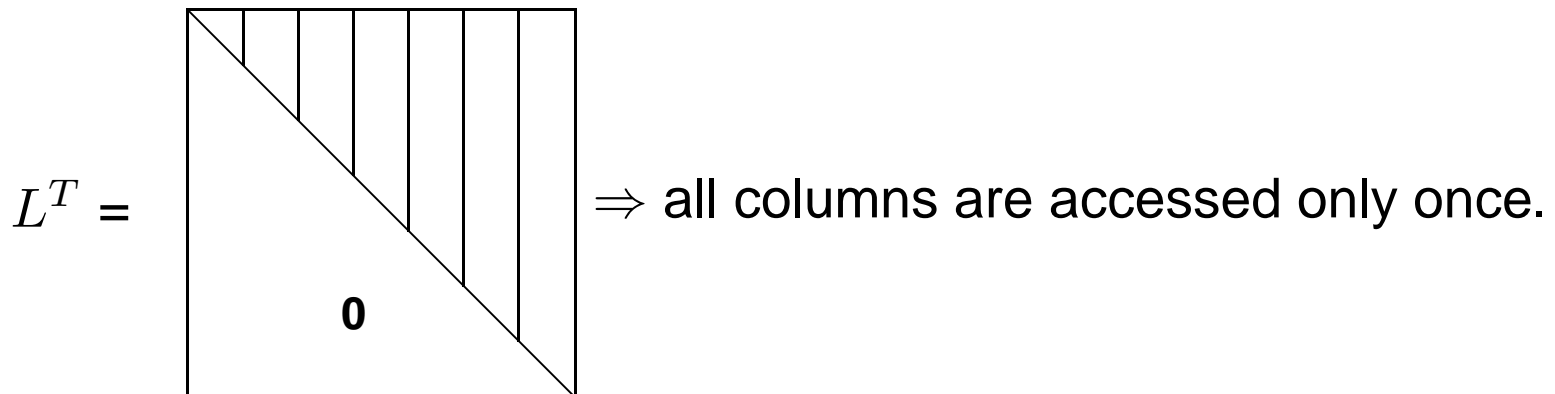 L^T = ⇒ all columns are accessed only once.
0